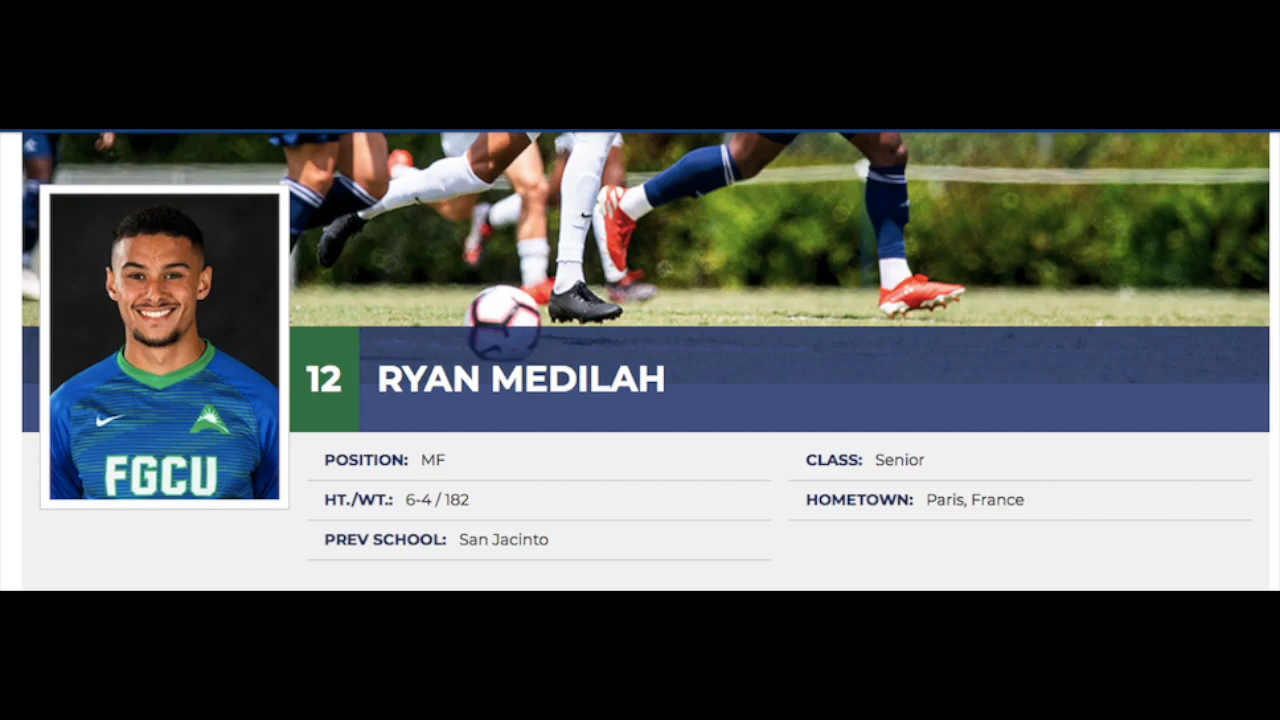 12 RYAN MEDILAH
FGCU
POSITION: MF
HT./WT.: 6-4 / 182
PREV SCHOOL: San Jacinto
CLASS: Senior
HOMETOWN: Paris, France